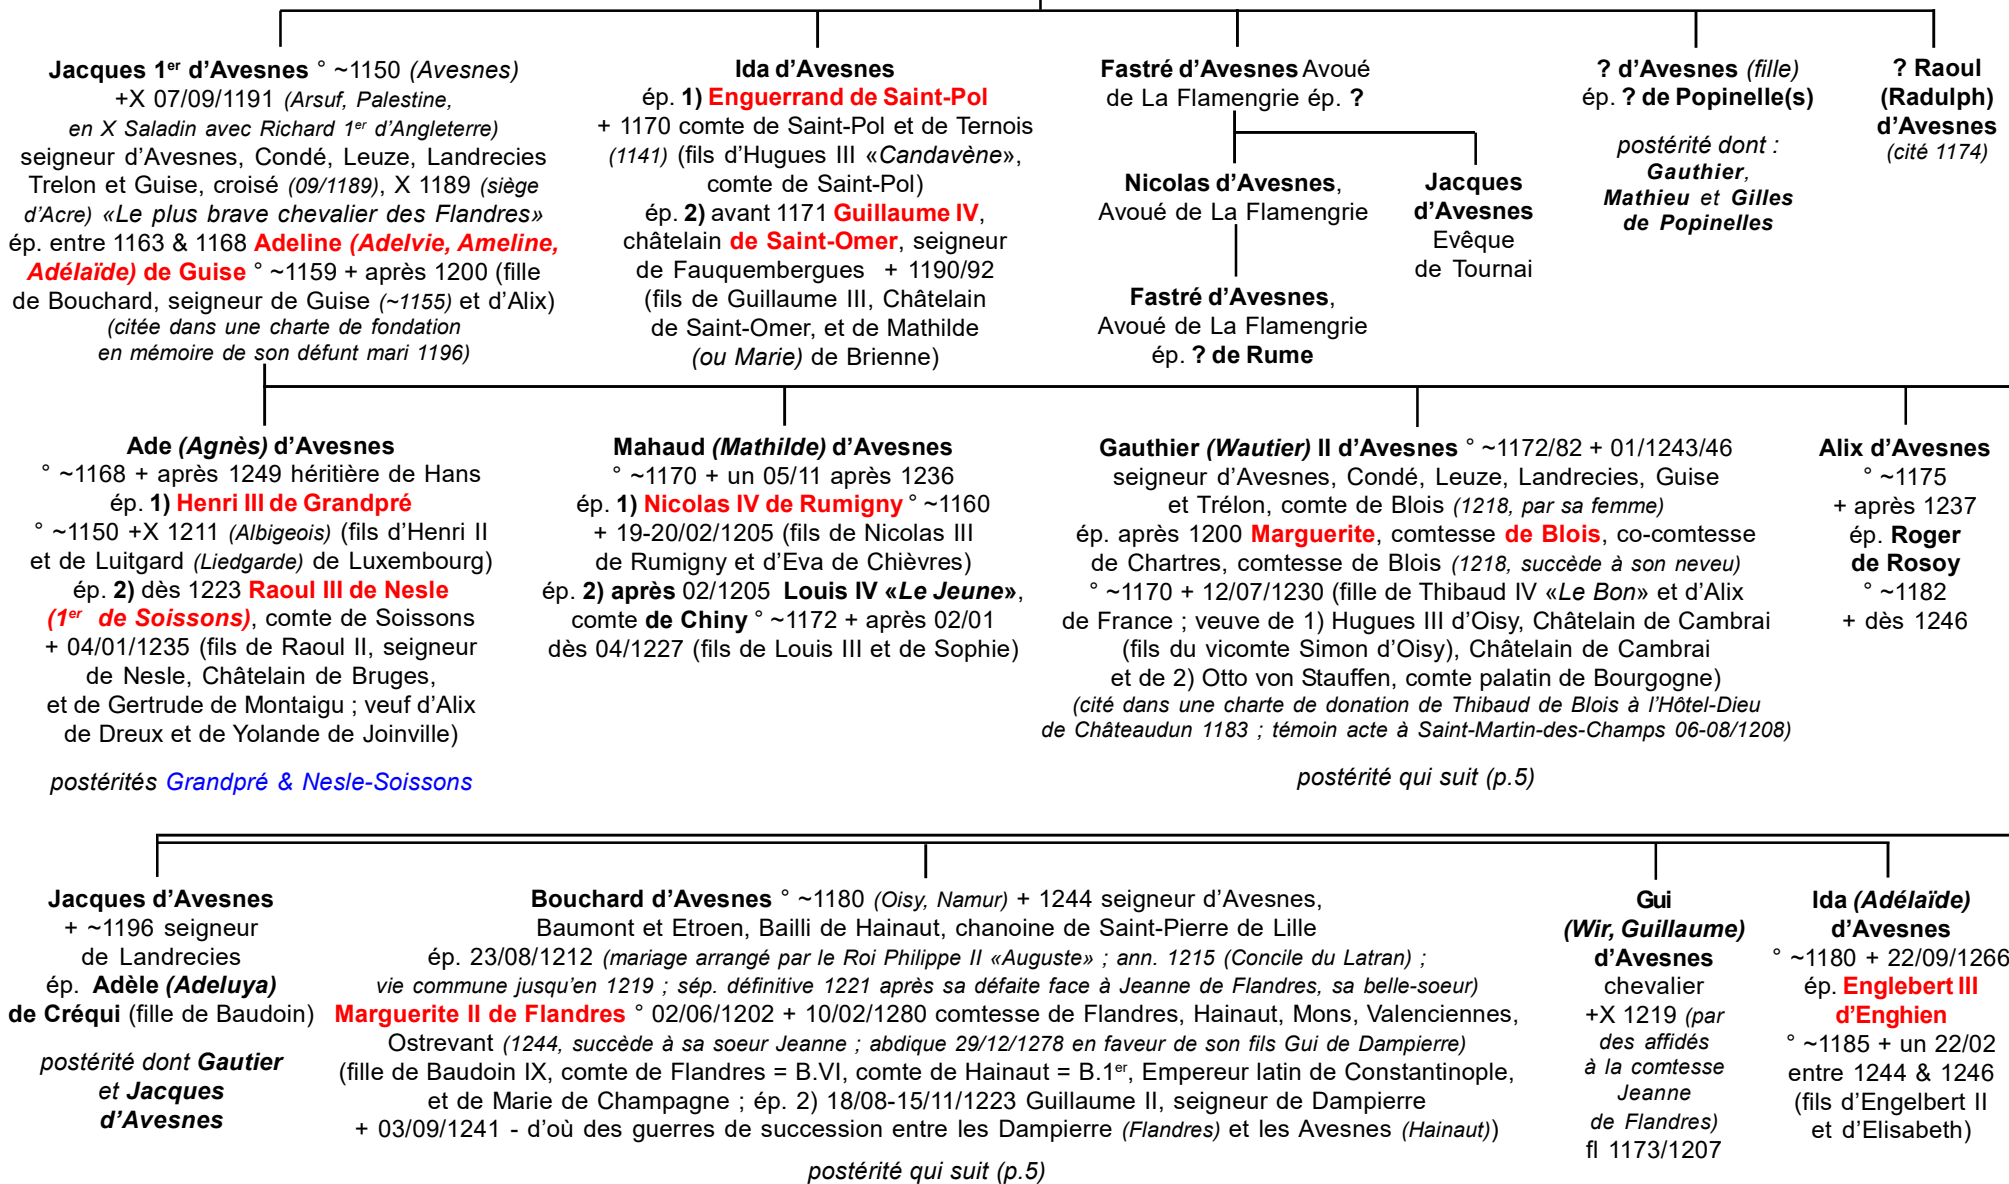 Jacques 1er d'Avesnes ° ~1150 (Avesnes)
+X 07/09/1191 (Arsuf, Palestine,
en X Saladin avec Richard 1er d'Angleterre)
seigneur d'Avesnes, Condé, Leuze, Landrecies
Trelon et Guise, croisé (09/1189), X 1189 (siège
d'Acre) «Le plus brave chevalier des Flandres»
ép. entre 1163 & 1168 Adeline (Adelvie, Ameline,
Adélaïde) de Guise ° ~1159 + après 1200 (fille
de Bouchard, seigneur de Guise (~1155) et d'Alix)
(citée dans une charte de fondation
en mémoire de son défunt mari 1196)
Ida d'Avesnes
ép. 1) Enguerrand de Saint-Pol
+ 1170 comte de Saint-Pol et de Ternois
(1141) (fils d'Hugues III «Candavène»,
comte de Saint-Pol)
ép. 2) avant 1171 Guillaume IV,
châtelain de Saint-Omer, seigneur
de Fauquembergues + 1190/92
(fils de Guillaume III, Châtelain
de Saint-Omer, et de Mathilde
(ou Marie) de Brienne)
Fastré d'Avesnes Avoué
de La Flamengrie ép. ?
Nicolas d'Avesnes,
Avoué de La Flamengrie
Jacques
d'Avesnes
Evêque
de Tournai
Fastré d'Avesnes,
Avoué de La Flamengrie
ép. ? de Rume
? d'Avesnes (fille)
ép. ? de Popinelle(s)
postérité dont :
Gauthier,
Mathieu et Gilles
de Popinelles
? Raoul
(Radulph)
d'Avesnes
(cité 1174)
Ade (Agnès) d'Avesnes
° ~1168 + après 1249 héritière de Hans
ép. 1) Henri III de Grandpré
° ~1150 +X 1211 (Albigeois) (fils d'Henri II
et de Luitgard (Liedgarde) de Luxembourg)
ép. 2) dès 1223 Raoul III de Nesle
(1er de Soissons), comte de Soissons
+ 04/01/1235 (fils de Raoul II, seigneur
de Nesle, Châtelain de Bruges,
et de Gertrude de Montaigu ; veuf d'Alix
de Dreux et de Yolande de Joinville)
postérités Grandpré & Nesle-Soissons
Mahaud (Mathilde) d'Avesnes
° ~1170 + un 05/11 après 1236
ép. 1) Nicolas IV de Rumigny ° ~1160
+ 19-20/02/1205 (fils de Nicolas III
de Rumigny et d'Eva de Chièvres)
ép. 2) après 02/1205 Louis IV «Le Jeune»,
comte de Chiny ° ~1172 + après 02/01
dès 04/1227 (fils de Louis III et de Sophie)
Gauthier (Wautier) II d'Avesnes ° ~1172/82 + 01/1243/46
seigneur d'Avesnes, Condé, Leuze, Landrecies, Guise
et Trélon, comte de Blois (1218, par sa femme)
ép. après 1200 Marguerite, comtesse de Blois, co-comtesse
de Chartres, comtesse de Blois (1218, succède à son neveu)
° ~1170 + 12/07/1230 (fille de Thibaud IV «Le Bon» et d'Alix
de France ; veuve de 1) Hugues III d'Oisy, Châtelain de Cambrai
(fils du vicomte Simon d'Oisy), Châtelain de Cambrai
et de 2) Otto von Stauffen, comte palatin de Bourgogne)
(cité dans une charte de donation de Thibaud de Blois à l'Hôtel-Dieu
de Châteaudun 1183 ; témoin acte à Saint-Martin-des-Champs 06-08/1208)
postérité qui suit (p.5)
Alix d'Avesnes
° ~1175
+ après 1237
ép. Roger
de Rosoy
° ~1182
+ dès 1246
Jacques d'Avesnes
+ ~1196 seigneur
de Landrecies
ép. Adèle (Adeluya)
de Créqui (fille de Baudoin)
postérité dont Gautier
et Jacques
d'Avesnes
Bouchard d'Avesnes ° ~1180 (Oisy, Namur) + 1244 seigneur d'Avesnes,
Baumont et Etroen, Bailli de Hainaut, chanoine de Saint-Pierre de Lille
ép. 23/08/1212 (mariage arrangé par le Roi Philippe II «Auguste» ; ann. 1215 (Concile du Latran) ;
vie commune jusqu'en 1219 ; sép. définitive 1221 après sa défaite face à Jeanne de Flandres, sa belle-soeur)
Marguerite II de Flandres ° 02/06/1202 + 10/02/1280 comtesse de Flandres, Hainaut, Mons, Valenciennes,
Ostrevant (1244, succède à sa soeur Jeanne ; abdique 29/12/1278 en faveur de son fils Gui de Dampierre)
(fille de Baudoin IX, comte de Flandres = B.VI, comte de Hainaut = B.1er, Empereur latin de Constantinople,
et de Marie de Champagne ; ép. 2) 18/08-15/11/1223 Guillaume II, seigneur de Dampierre
+ 03/09/1241 - d'où des guerres de succession entre les Dampierre (Flandres) et les Avesnes (Hainaut))
postérité qui suit (p.5)
Gui
(Wir, Guillaume)
d'Avesnes
chevalier
+X 1219 (par
des affidés
à la comtesse
Jeanne
de Flandres)
fl 1173/1207
Ida (Adélaïde)
d'Avesnes
° ~1180 + 22/09/1266
ép. Englebert III
d'Enghien
° ~1185 + un 22/02
entre 1244 & 1246
(fils d'Engelbert II
et d'Elisabeth)